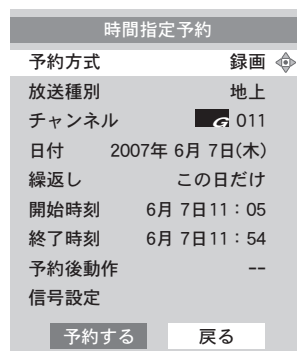 時間指定予約
予約方式 録画
放送種別 地上
チャンネル G 011
日付 2007年 6月 7日(木)
繰返し この日だけ
開始時刻 6月 7日11：05
終了時刻 6月 7日11：54
予約後動作 --
信号設定
予約する 戻る